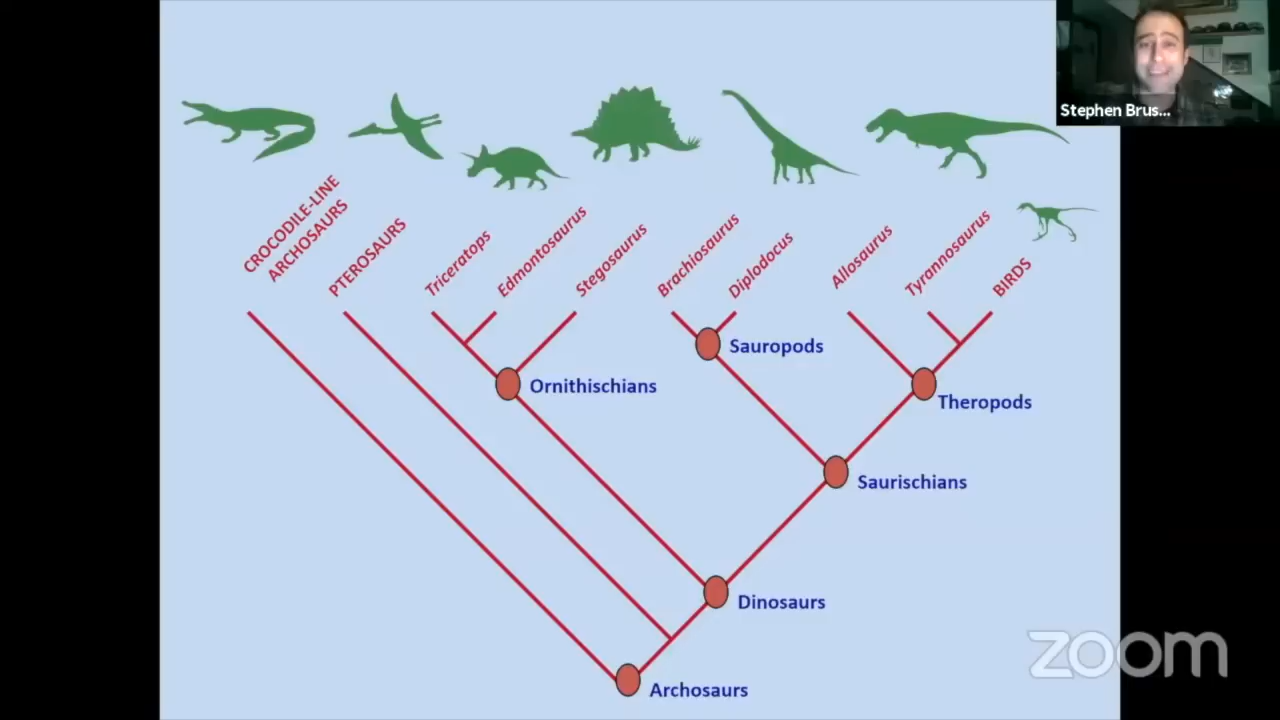 Stephen Brus...
CROCODILE-LINE
ARCHOSAURS
PTEROSAURS
Triceratops
Edmontosaurus
Stegosaurus
Brachiosaurus
Diplodocus
Allosaurus
Tyrannosaurus
BIRDS
Sauropods
Ornithischians
Theropods
Saurischians
Dinosaurs
Archosaurs
zoom